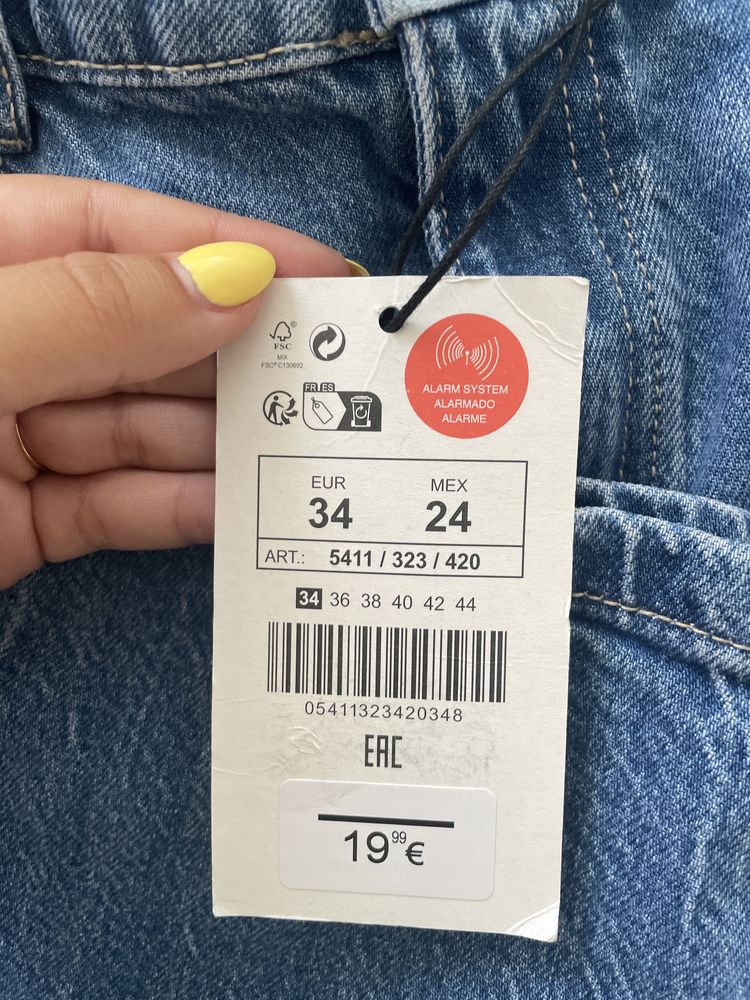 FSC®
MIX
FSC® C130692
FR ES
ALARM SYSTEM
ALARMADO
ALARME
EUR MEX
34 24
ART.: 5411 / 323 / 420
34 36 38 40 42 44
05411323420348
EAC
19 99 €